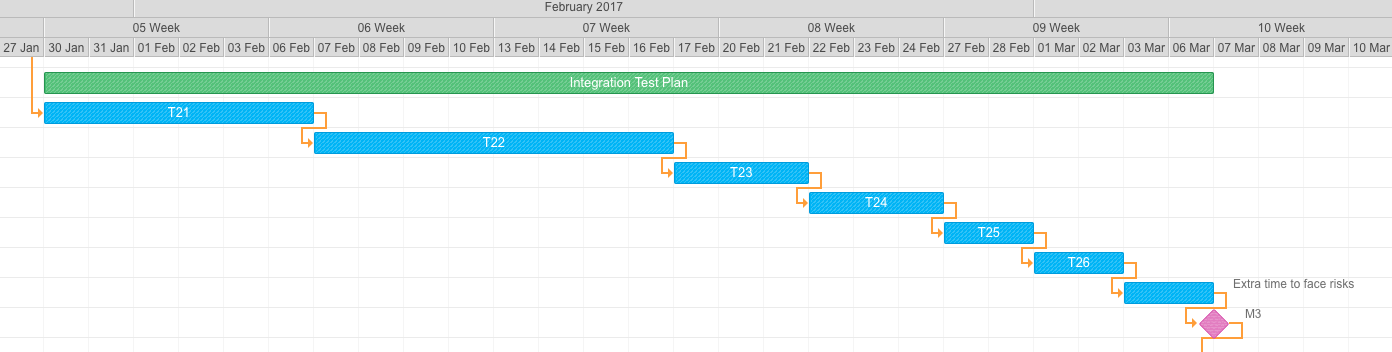 February 2017
05 Week 06 Week 07 Week 08 Week 09 Week 10 Week
27 Jan 30 Jan 31 Jan 01 Feb 02 Feb 03 Feb 06 Feb 07 Feb 08 Feb 09 Feb 10 Feb 13 Feb 14 Feb 15 Feb 16 Feb 17 Feb 20 Feb 21 Feb 22 Feb 23 Feb 24 Feb 27 Feb 28 Feb 01 Mar 02 Mar 03 Mar 06 Mar 07 Mar 08 Mar 09 Mar 10 Mar
Integration Test Plan
T21
T22
T23
T24
T25
T26
Extra time to face risks
M3